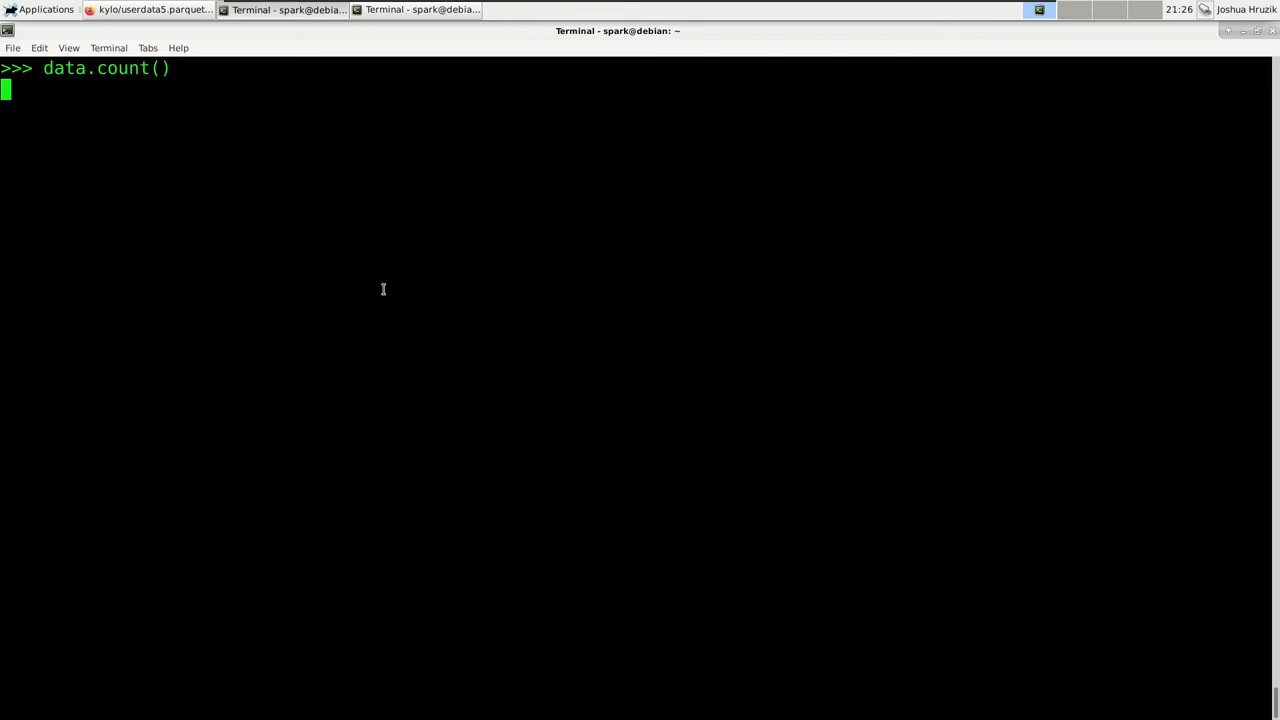 Applications
kylo/userdata5.parquet...
Terminal - spark@debia...
Terminal - spark@debia...
21:26
Joshua Hruzik
Terminal - spark@debian: ~
File Edit View Terminal Tabs Help
>>> data.count()